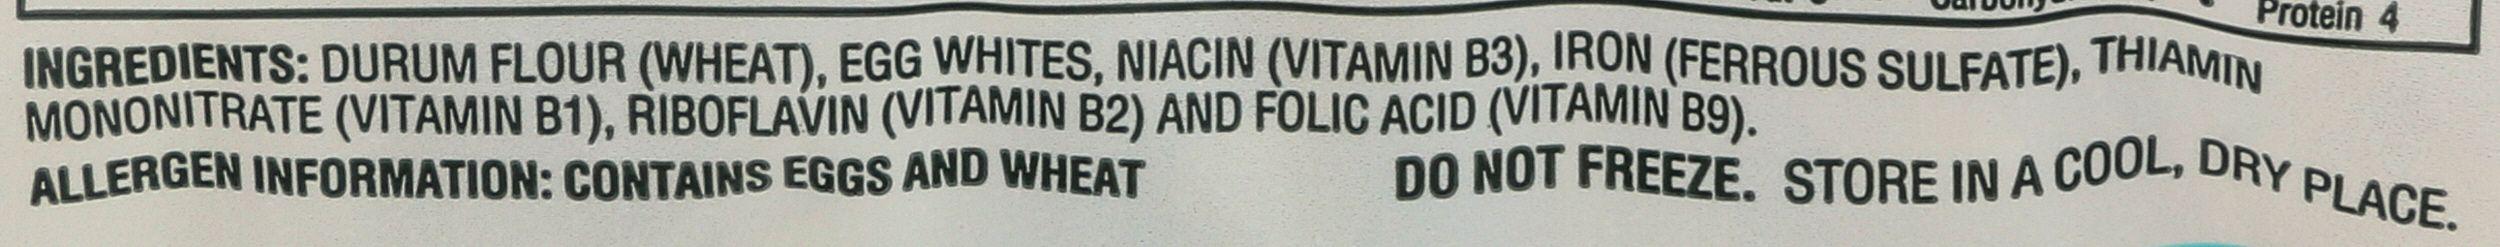 Protein 4
INGREDIENTS: DURUM FLOUR (WHEAT), EGG WHITES, NIACIN (VITAMIN B3), IRON (FERROUS SULFATE), THIAMIN
MONONITRATE (VITAMIN B1), RIBOFLAVIN (VITAMIN B2) AND FOLIC ACID (VITAMIN B9).
ALLERGEN INFORMATION: CONTAINS EGGS AND WHEAT DO NOT FREEZE. STORE IN A COOL, DRY PLACE.